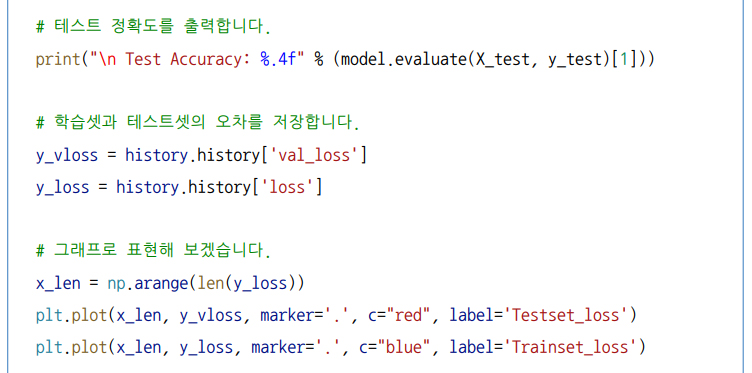 # 테스트 정확도를 출력합니다.
print("\n Test Accuracy: %.4f" % (model.evaluate(X_test, y_test)[1]))
# 학습셋과 테스트셋의 오차를 저장합니다.
y_vloss = history.history['val_loss']
y_loss = history.history['loss']
# 그래프로 표현해 보겠습니다.
x_len = np.arange(len(y_loss))
plt.plot(x_len, y_vloss, marker='.', c="red", label='Testset_loss')
plt.plot(x_len, y_loss, marker='.', c="blue", label='Trainset_loss')